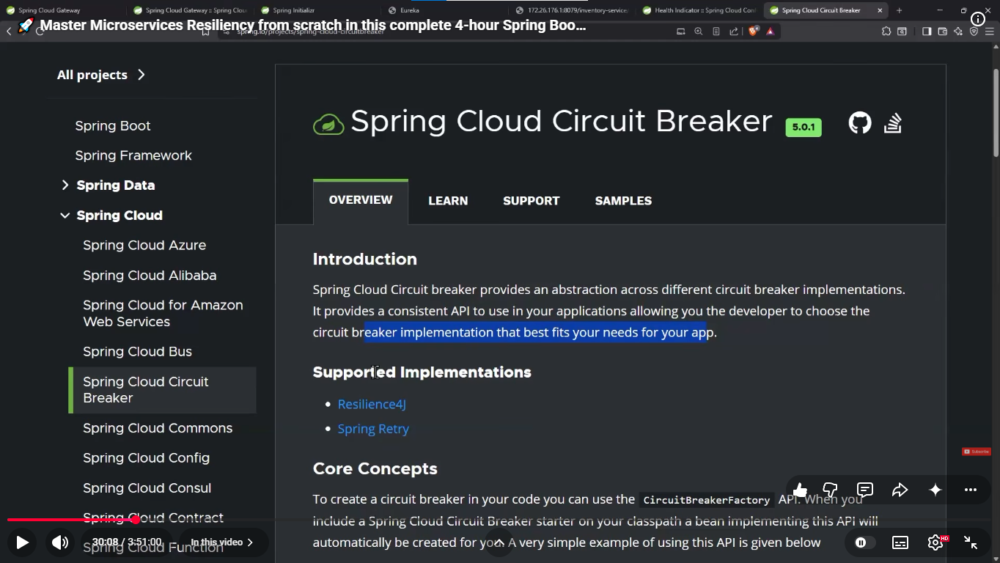 Spring Cloud Gateway
Spring Cloud Gateway :: Spring Clou
Spring Initializr
Eureka
172.26.176.1:8079/inventory-service/
Health Indicator :: Spring Cloud Con
Spring Cloud Circuit Breaker
Master Microservices Resiliency from scratch in this complete 4-hour Spring Boo...
spring.io/projects/spring-cloud-circuitbreaker
All projects
Spring Boot
Spring Framework
Spring Data
Spring Cloud
Spring Cloud Azure
Spring Cloud Alibaba
Spring Cloud for Amazon
Web Services
Spring Cloud Bus
Spring Cloud Circuit
Breaker
Spring Cloud Commons
Spring Cloud Config
Spring Cloud Consul
Spring Cloud Contract
Spring Cloud Function
Spring Cloud Circuit Breaker
5.0.1
OVERVIEW
LEARN
SUPPORT
SAMPLES
Introduction
Spring Cloud Circuit breaker provides an abstraction across different circuit breaker implementations.
It provides a consistent API to use in your applications allowing you the developer to choose the
circuit breaker implementation that best fits your needs for your app.
Supported Implementations
Resilience4J
Spring Retry
Core Concepts
To create a circuit breaker in your code you can use the CircuitBreakerFactory API. When you
include a Spring Cloud Circuit Breaker starter on your classpath a bean implementing this API will
automatically be created for you. A very simple example of using this API is given below
Subscribe
30:08 / 3:51:00
In this video
HD